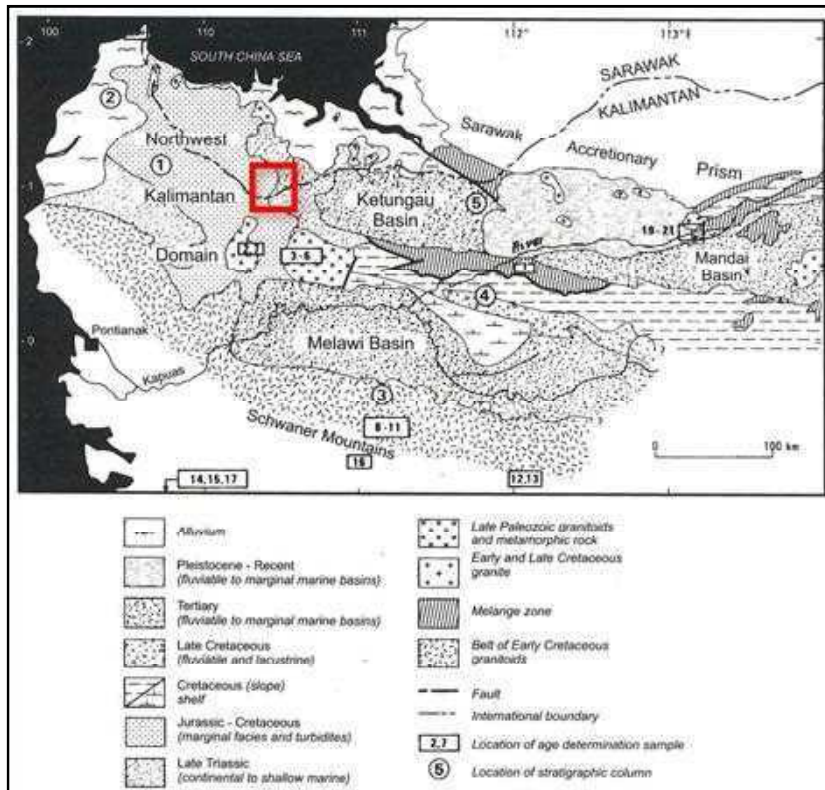 100
110
111
112°
113°E
2
1
0
SOUTH CHINA SEA
SARAWAK
KALIMANTAN
Sarawak
Accretionary
Prism
2
Northwest
1
Kalimantan
Domain
2,7
3-6
Ketungau
Basin
5
River
19-21
Mandai
Basin
4
Pontianak
Kapuas
Melawi Basin
3
8-11
Schwaner Mountains
16
14,15,17
12,13
0
100 km
Alluvium
Pleistocene - Recent
(fluviatile to marginal marine basins)
Tertiary
(fluviatile to marginal marine basins)
Late Cretaceous
(fluviatile and lacustrine)
Cretaceous (slope)
shelf
Jurassic - Cretaceous
(marginal facies and turbidites)
Late Triassic
(continental to shallow marine)
Late Paleozoic granitoids
and metamorphic rock
Early and Late Cretaceous
granite
Melange zone
Belt of Early Cretaceous
granitoids
Fault
International boundary
2,7
Location of age determination sample
5
Location of stratigraphic column